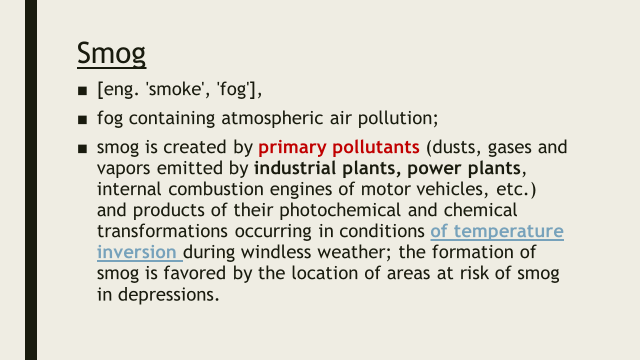 Smog
■ [eng. 'smoke', 'fog'],
■ fog containing atmospheric air pollution;
■ smog is created by primary pollutants (dusts, gases and
vapors emitted by industrial plants, power plants,
internal combustion engines of motor vehicles, etc.)
and products of their photochemical and chemical
transformations occurring in conditions of temperature
inversion during windless weather; the formation of
smog is favored by the location of areas at risk of smog
in depressions.